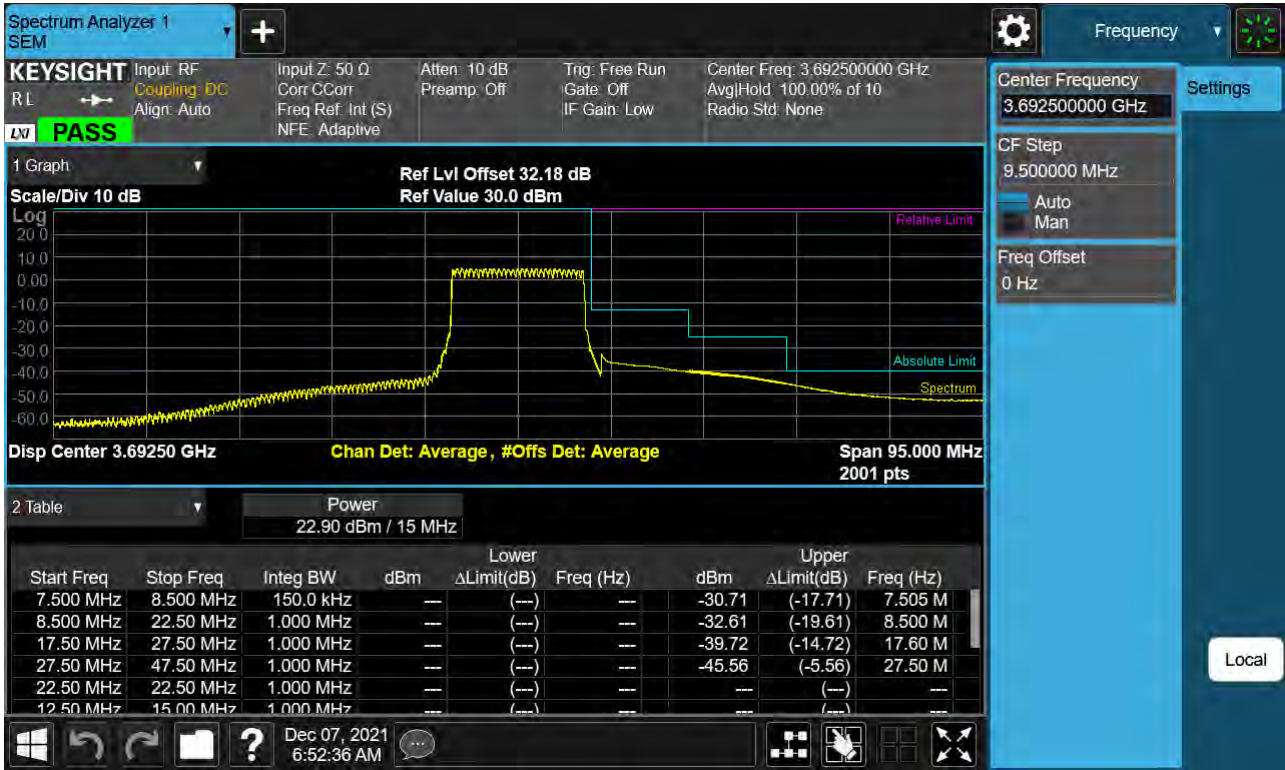 Spectrum Analyzer 1
SEM
Frequency
KEYSIGHT
R L
LXI
PASS
Input: RF
Coupling: DC
Align: Auto
Input Z: 50 Ω
Corr CCorr
Freq Ref: Int (S)
NFE: Adaptive
Atten: 10 dB
Preamp: Off
Trig: Free Run
Gate: Off
IF Gain: Low
Center Freq: 3.692500000 GHz
Avg|Hold: 100.00% of 10
Radio Std: None
Center Frequency
3.692500000 GHz
Settings
CF Step
9.500000 MHz
Auto
Man
Freq Offset
0 Hz
1 Graph
Scale/Div 10 dB
Ref Lvl Offset 32.18 dB
Ref Value 30.0 dBm
Log
20.0
10.0
0.00
-10.0
-20.0
-30.0
-40.0
-50.0
-60.0
Relative Limit
Absolute Limit
Spectrum
Disp Center 3.69250 GHz
Chan Det: Average, #Offs Det: Average
Span 95.000 MHz
2001 pts
2 Table
Power
22.90 dBm / 15 MHz
Lower Upper
Start Freq Stop Freq Integ BW dBm ΔLimit(dB) Freq (Hz) dBm ΔLimit(dB) Freq (Hz)
7.500 MHz 8.500 MHz 150.0 kHz --- (---) --- -30.71 (-17.71) 7.505 M
8.500 MHz 22.50 MHz 1.000 MHz --- (---) --- -32.61 (-19.61) 8.500 M
17.50 MHz 27.50 MHz 1.000 MHz --- (---) --- -39.72 (-14.72) 17.60 M
27.50 MHz 47.50 MHz 1.000 MHz --- (---) --- -45.56 (-5.56) 27.50 M
22.50 MHz 22.50 MHz 1.000 MHz --- (---) --- --- (---) ---
12.50 MHz 15.00 MHz 1.000 MHz --- (---) --- --- (---) ---
Local
?
Dec 07, 2021
6:52:36 AM